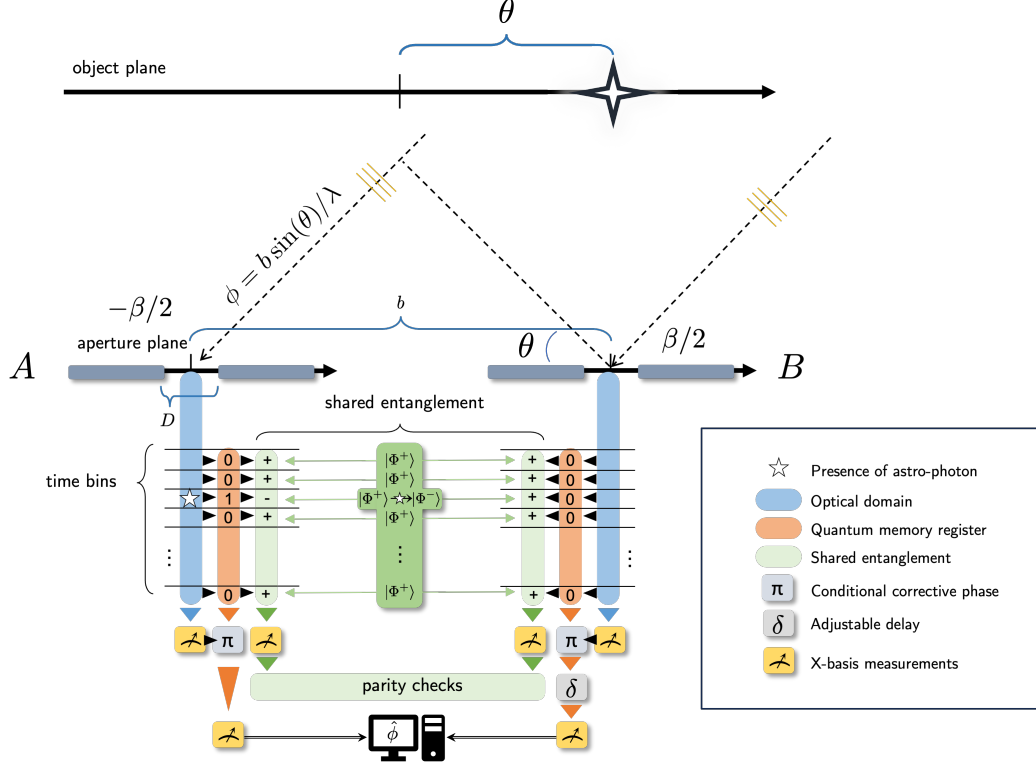 θ
object plane
ϕ = b sin(θ)/λ
−β/2
b
aperture plane
θ
β/2
A
B
D
shared entanglement
time bins
0 + |Φ⁺⟩ + 0
0 + |Φ⁺⟩ + 0
1 - |Φ⁺⟩→|Φ⁻⟩ + 0
0 + |Φ⁺⟩ + 0
⋮ ⋮ ⋮
0 + |Φ⁺⟩ + 0
π π
parity checks
δ
ϕ̂
Presence of astro-photon
Optical domain
Quantum memory register
Shared entanglement
π Conditional corrective phase
δ Adjustable delay
X-basis measurements